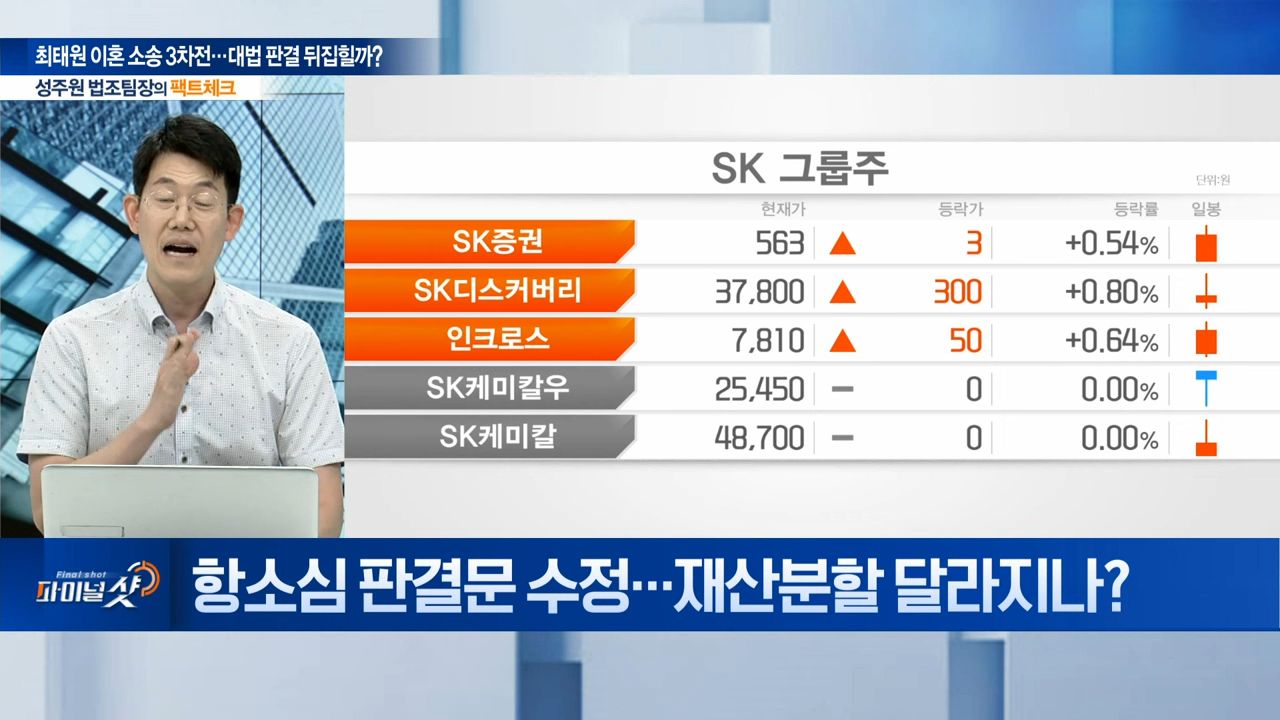 최태원 이혼 소송 3차전…대법 판결 뒤집힐까?
성주원 법조팀장의 팩트체크
SK 그룹주
단위:원
현재가 등락가 등락률 일봉
SK증권 563 ▲ 3 +0.54%
SK디스커버리 37,800 ▲ 300 +0.80%
인크로스 7,810 ▲ 50 +0.64%
SK케미칼우 25,450 - 0 0.00%
SK케미칼 48,700 - 0 0.00%
Final shot
파이널 샷
항소심 판결문 수정…재산분할 달라지나?